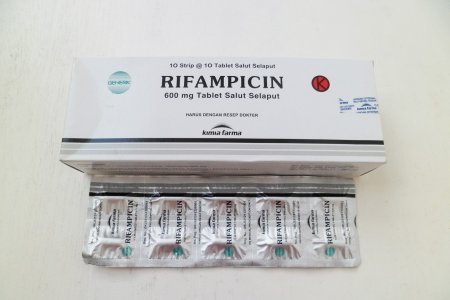 10 Strip @ 10 Tablet Salut Selaput
GENERIK
RIFAMPICIN
K
600 mg Tablet Salut Selaput
HARUS DENGAN RESEP DOKTER
kimia farma
RIFAMPICIN
RIFAMPICIN
RIFAMPICIN
RIFAMPICIN
RIFAMPICIN